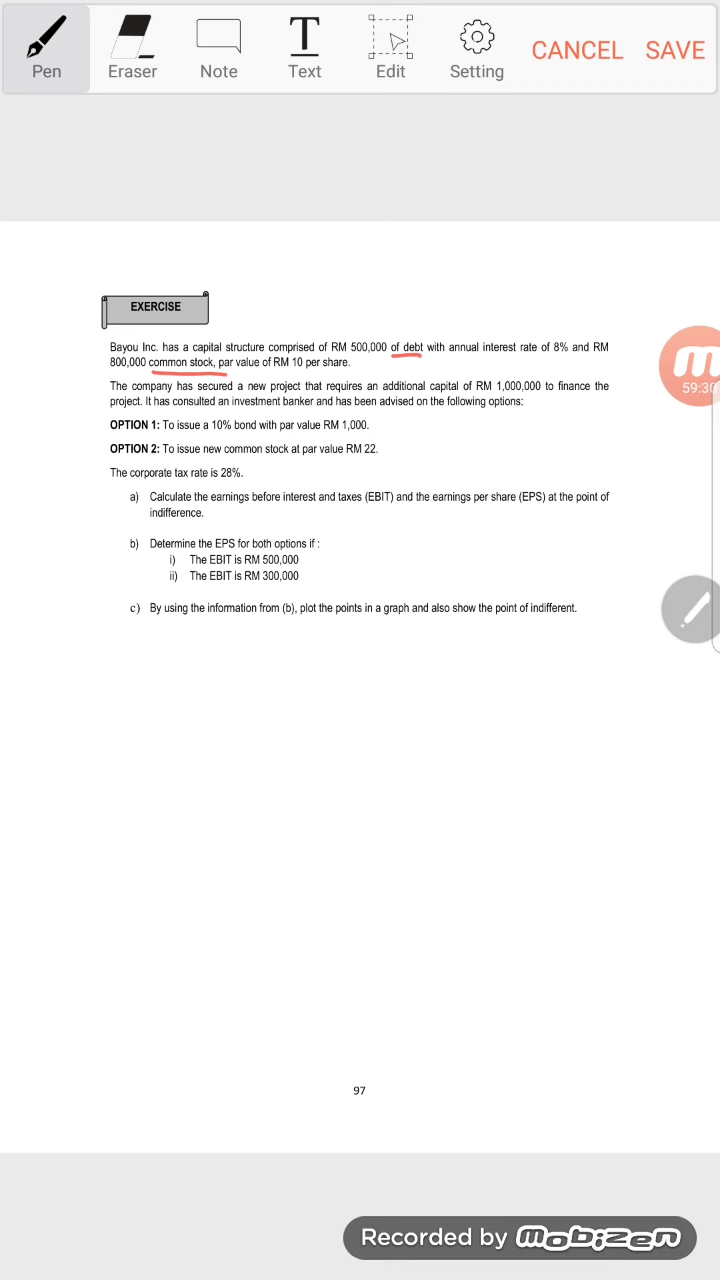 Pen Eraser Note Text Edit Setting CANCEL SAVE
EXERCISE
Bayou Inc. has a capital structure comprised of RM 500,000 of debt with annual interest rate of 8% and RM
800,000 common stock, par value of RM 10 per share.
The company has secured a new project that requires an additional capital of RM 1,000,000 to finance the
project. It has consulted an investment banker and has been advised on the following options:
OPTION 1: To issue a 10% bond with par value RM 1,000.
OPTION 2: To issue new common stock at par value RM 22.
The corporate tax rate is 28%.
a) Calculate the earnings before interest and taxes (EBIT) and the earnings per share (EPS) at the point of
indifference.
b) Determine the EPS for both options if :
i) The EBIT is RM 500,000
ii) The EBIT is RM 300,000
c) By using the information from (b), plot the points in a graph and also show the point of indifferent.
59:30
97
Recorded by mobizen